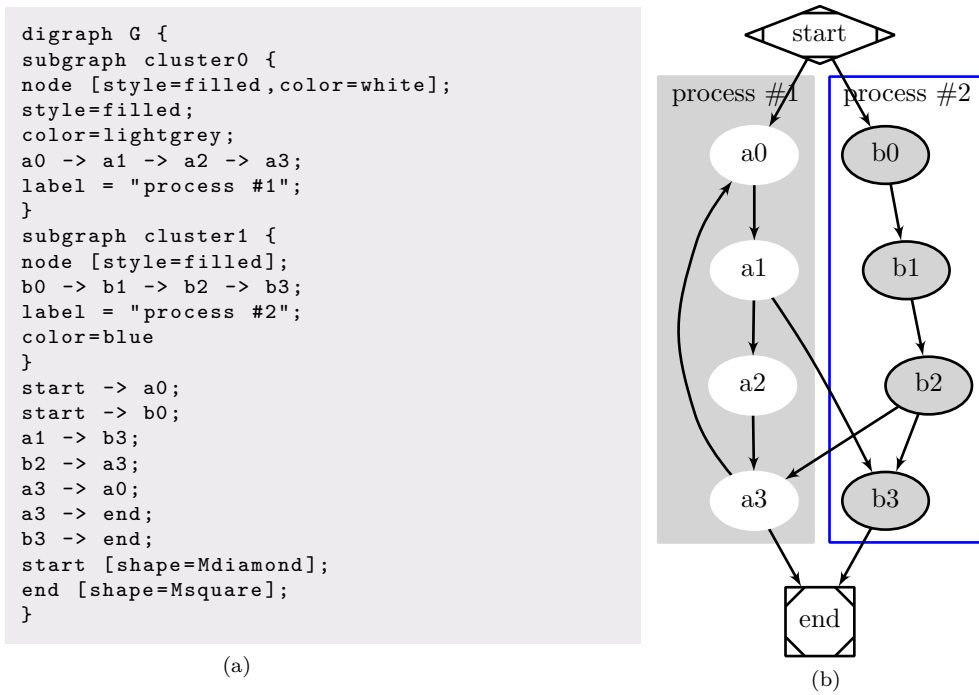 digraph G {
subgraph cluster0 {
node [style=filled,color=white];
style=filled;
color=lightgrey;
a0 -> a1 -> a2 -> a3;
label = "process #1";
}
subgraph cluster1 {
node [style=filled];
b0 -> b1 -> b2 -> b3;
label = "process #2";
color=blue
}
start -> a0;
start -> b0;
a1 -> b3;
b2 -> a3;
a3 -> a0;
a3 -> end;
b3 -> end;
start [shape=Mdiamond];
end [shape=Msquare];
}
(a)
start
process #1
process #2
a0
b0
a1
b1
a2
b2
a3
b3
end
(b)